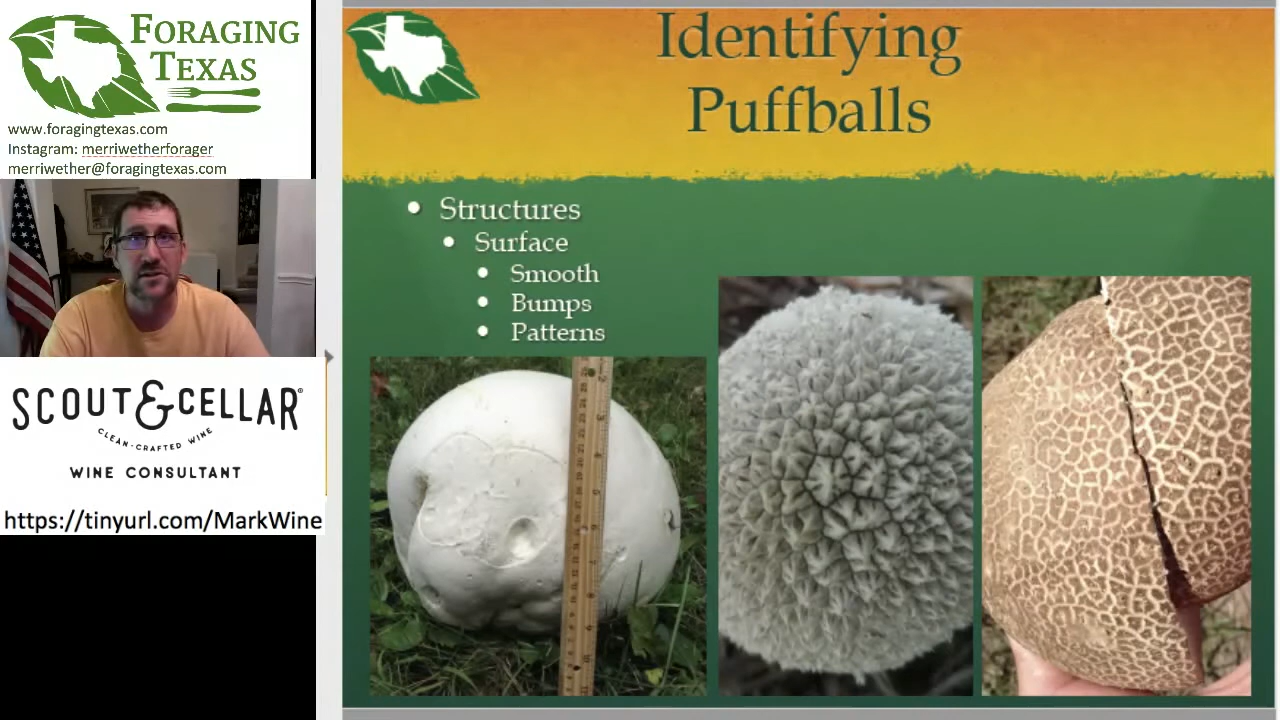 FORAGING
TEXAS
www.foragingtexas.com
Instagram: merriwetherforager
merriwether@foragingtexas.com
SCOUT & CELLAR®
CLEAN-CRAFTED WINE
WINE CONSULTANT
https://tinyurl.com/MarkWine
Identifying
Puffballs
• Structures
• Surface
• Smooth
• Bumps
• Patterns